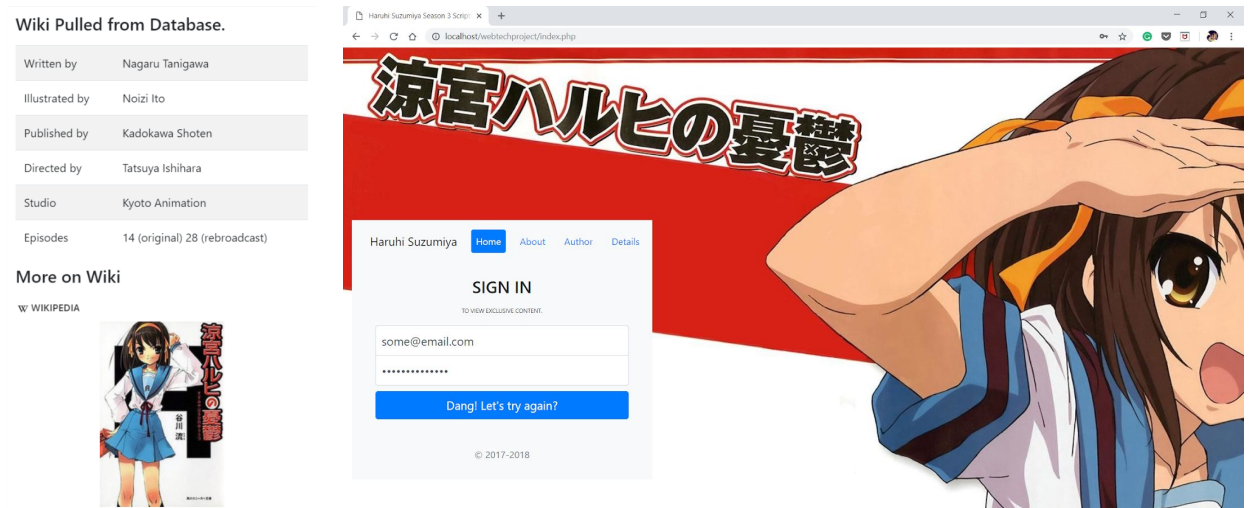 Wiki Pulled from Database.
Written by Nagaru Tanigawa
Illustrated by Noizi Ito
Published by Kadokawa Shoten
Directed by Tatsuya Ishihara
Studio Kyoto Animation
Episodes 14 (original) 28 (rebroadcast)
More on Wiki
W WIKIPEDIA
涼宮ハルヒの憂鬱
谷川 流
Haruhi Suzumiya Season 3 Script
localhost/webtechproject/index.php
涼宮ハルヒの憂鬱
Haruhi Suzumiya Home About Author Details
SIGN IN
TO VIEW EXCLUSIVE CONTENT.
some@email.com
••••••••••••••
Dang! Let's try again?
© 2017-2018